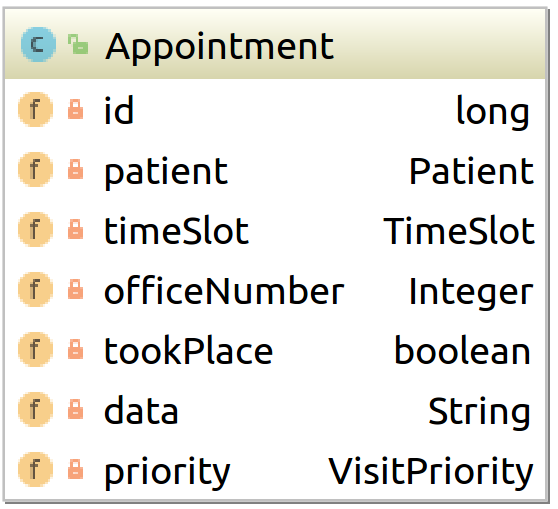 C Appointment
f id long
f patient Patient
f timeSlot TimeSlot
f officeNumber Integer
f tookPlace boolean
f data String
f priority VisitPriority